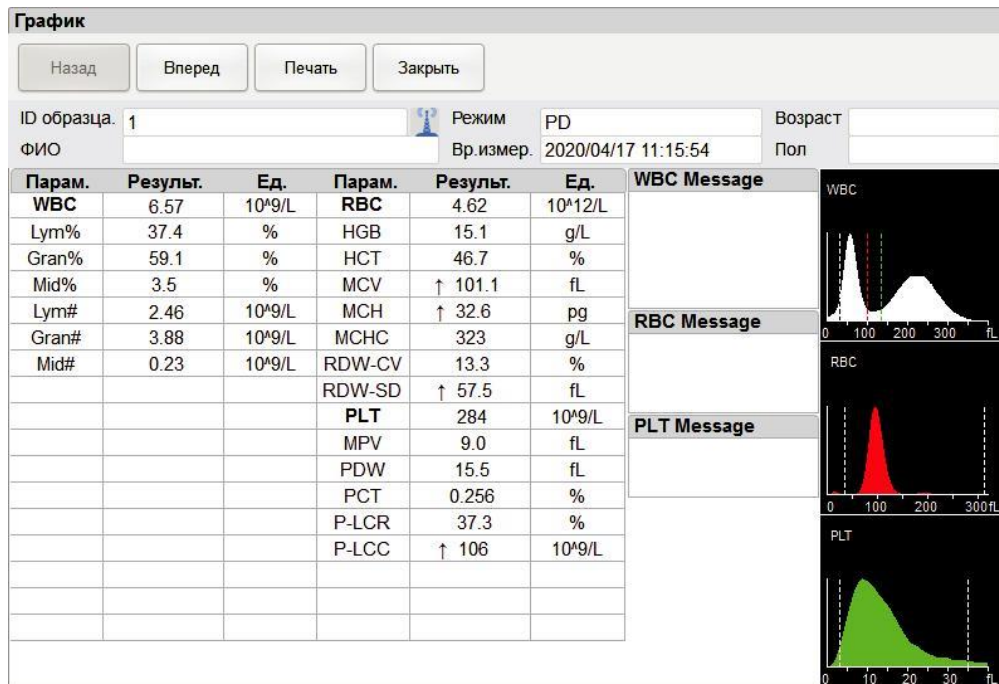 График
Назад Вперед Печать Закрыть
ID образца. 1 Режим PD Возраст
ФИО Вр.измер. 2020/04/17 11:15:54 Пол
Парам. Результ. Ед. Парам. Результ. Ед. WBC Message
WBC 6.57 10^9/L RBC 4.62 10^12/L
Lym% 37.4 % HGB 15.1 g/L
Gran% 59.1 % HCT 46.7 %
Mid% 3.5 % MCV ↑ 101.1 fL
Lym# 2.46 10^9/L MCH ↑ 32.6 pg
Gran# 3.88 10^9/L MCHC 323 g/L
Mid# 0.23 10^9/L RDW-CV 13.3 %
RDW-SD ↑ 57.5 fL
PLT 284 10^9/L
MPV 9.0 fL
PDW 15.5 fL
PCT 0.256 %
P-LCR 37.3 %
P-LCC ↑ 106 10^9/L
RBC Message
PLT Message
WBC
0 100 200 300 fL
RBC
0 100 200 300fL
PLT
0 10 20 30 fL